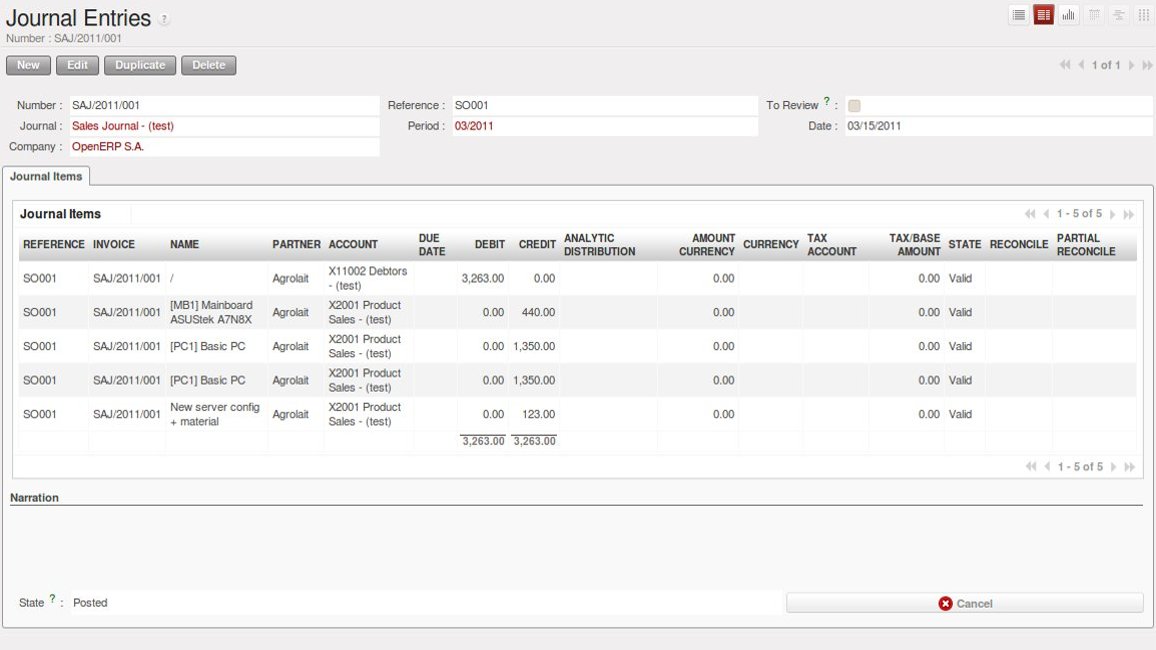 Journal Entries ?
Number : SAJ/2011/001
New Edit Duplicate Delete 1 of 1
Number : SAJ/2011/001 Reference : SO001 To Review ? :
Journal : Sales Journal - (test) Period : 03/2011 Date : 03/15/2011
Company : OpenERP S.A.
Journal Items
Journal Items 1 - 5 of 5
REFERENCE INVOICE NAME PARTNER ACCOUNT DUE DATE DEBIT CREDIT ANALYTIC DISTRIBUTION AMOUNT CURRENCY CURRENCY TAX ACCOUNT TAX/BASE AMOUNT STATE RECONCILE PARTIAL RECONCILE
SO001 SAJ/2011/001 / Agrolait X11002 Debtors - (test) 3,263.00 0.00 0.00 0.00 Valid
SO001 SAJ/2011/001 [MB1] Mainboard ASUStek A7N8X Agrolait X2001 Product Sales - (test) 0.00 440.00 0.00 0.00 Valid
SO001 SAJ/2011/001 [PC1] Basic PC Agrolait X2001 Product Sales - (test) 0.00 1,350.00 0.00 0.00 Valid
SO001 SAJ/2011/001 [PC1] Basic PC Agrolait X2001 Product Sales - (test) 0.00 1,350.00 0.00 0.00 Valid
SO001 SAJ/2011/001 New server config + material Agrolait X2001 Product Sales - (test) 0.00 123.00 0.00 0.00 Valid
3,263.00 3,263.00
1 - 5 of 5
Narration
State ? : Posted Cancel